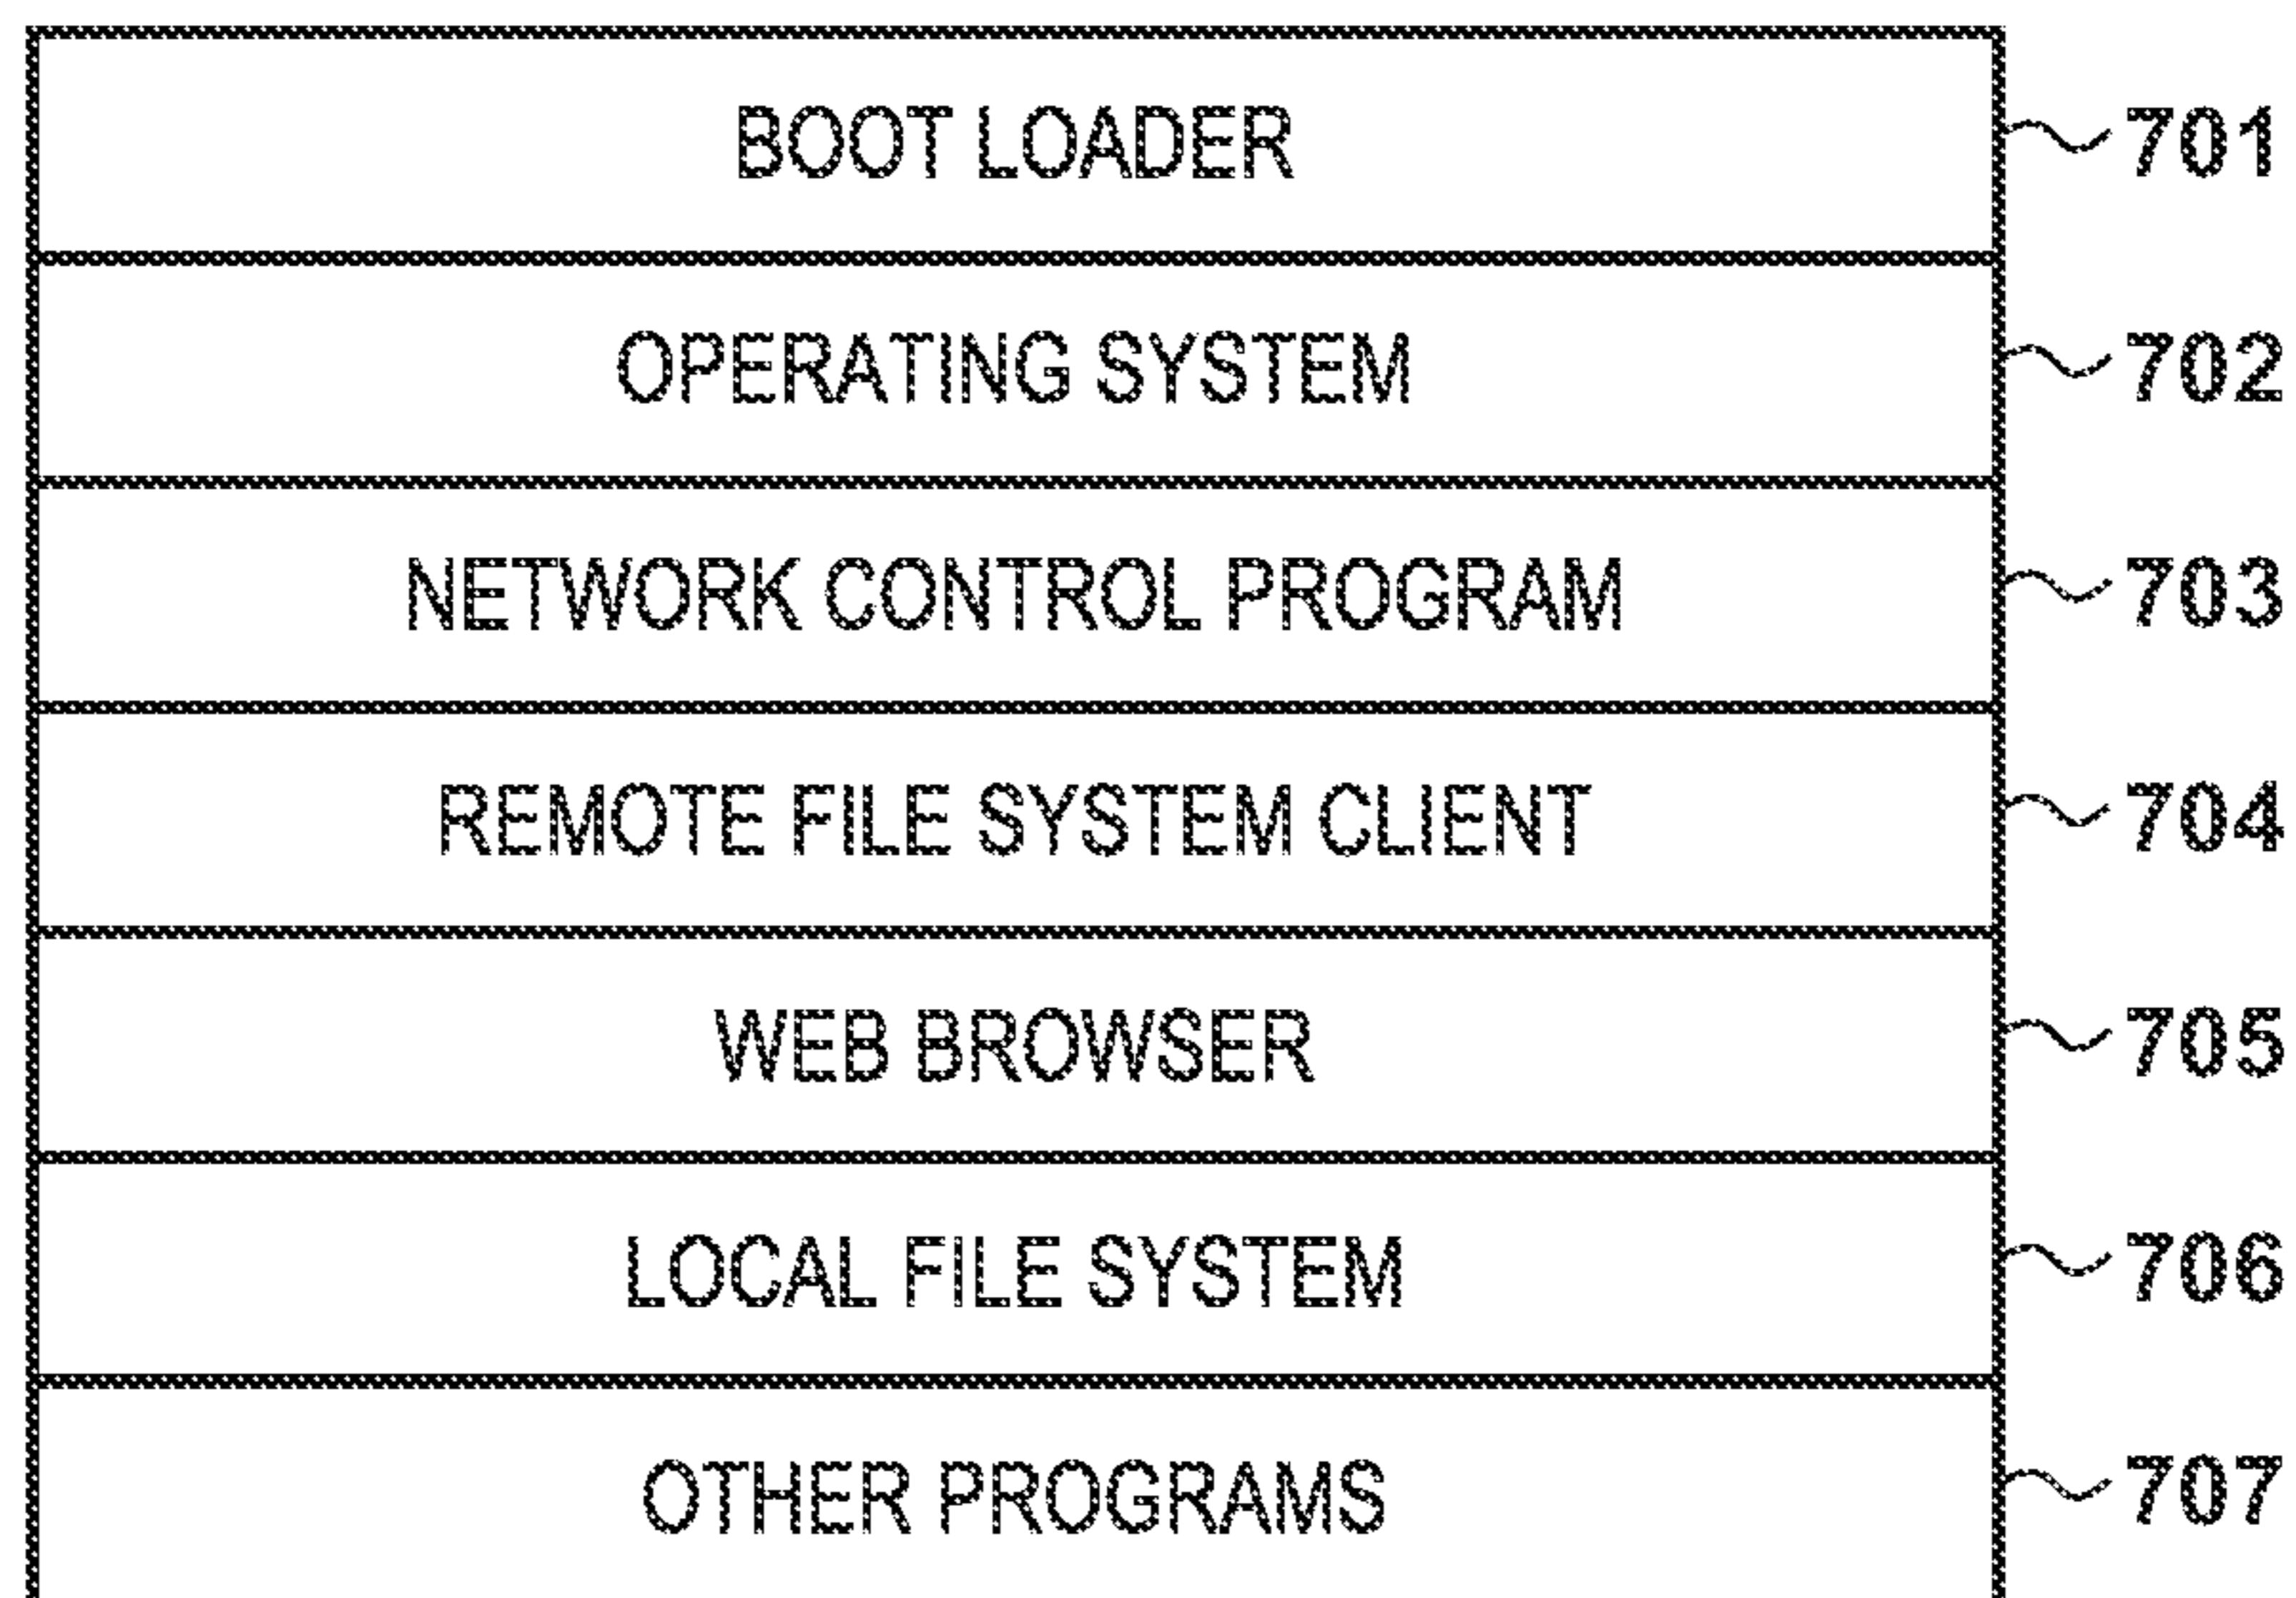 BOOT LOADER 701
OPERATING SYSTEM 702
NETWORK CONTROL PROGRAM 703
REMOTE FILE SYSTEM CLIENT 704
WEB BROWSER 705
LOCAL FILE SYSTEM 706
OTHER PROGRAMS 707